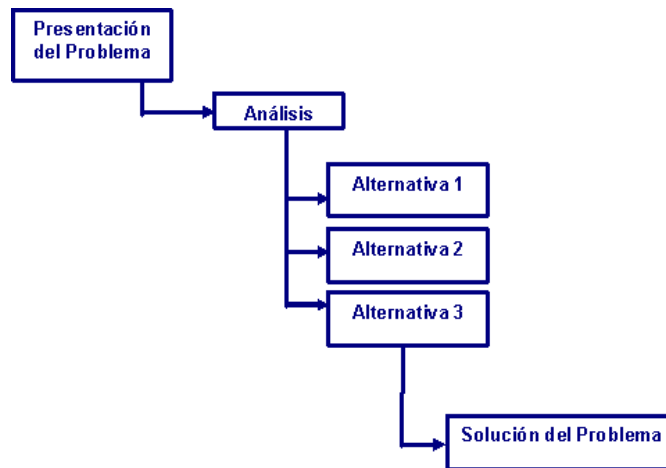 Presentación
del Problema
Análisis
Alternativa 1
Alternativa 2
Alternativa 3
Solución del Problema